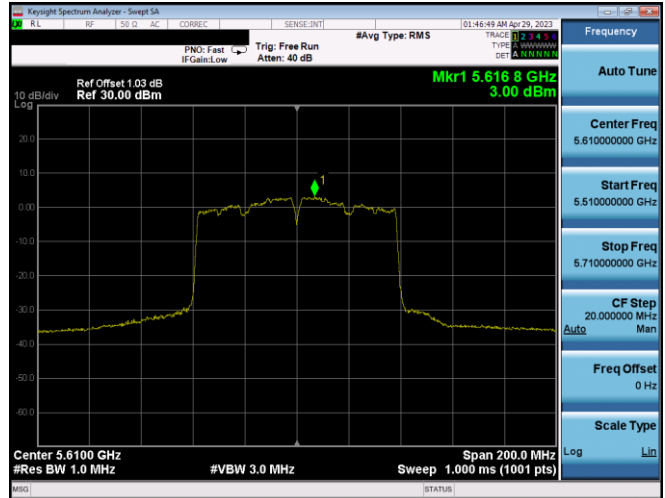 Keysight Spectrum Analyzer - Swept SA
RL RF 50 Ω AC CORREC SENSE:INT 01:46:49 AM Apr 29, 2023
#Avg Type: RMS
TRACE 1 2 3 4 5 6
PNO: Fast Trig: Free Run TYPE A WWWWW
IFGain:Low Atten: 40 dB DET A N N N N N
Mkr1 5.616 8 GHz
3.00 dBm
Ref Offset 1.03 dB
10 dB/div Ref 30.00 dBm
Log
20.0
10.0
1
0.00
-10.0
-20.0
-30.0
-40.0
-50.0
-60.0
Center 5.6100 GHz Span 200.0 MHz
#Res BW 1.0 MHz #VBW 3.0 MHz Sweep 1.000 ms (1001 pts)
MSG STATUS
Frequency
Auto Tune
Center Freq
5.610000000 GHz
Start Freq
5.510000000 GHz
Stop Freq
5.710000000 GHz
CF Step
20.000000 MHz
Auto Man
Freq Offset
0 Hz
Scale Type
Log Lin